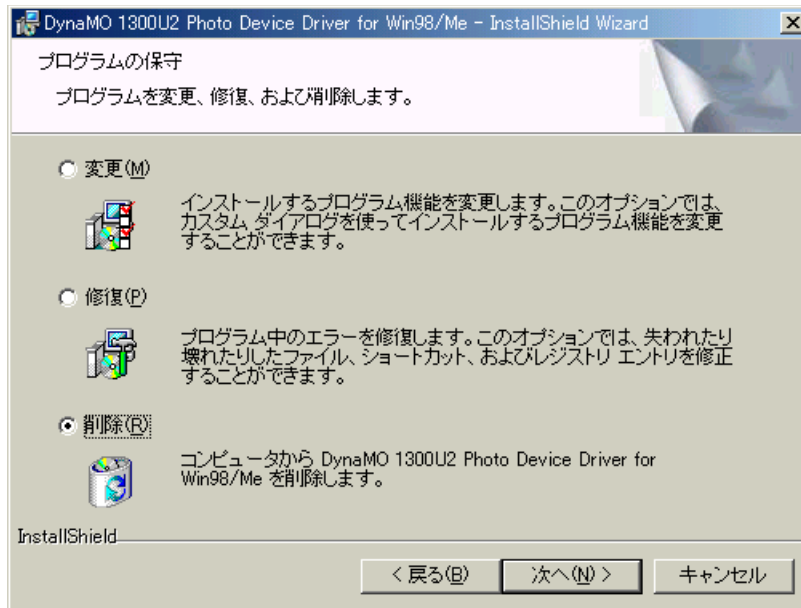 DynaMO 1300U2 Photo Device Driver for Win98/Me - InstallShield Wizard
プログラムの保守
プログラムを変更、修復、および削除します。
変更(M)
インストールするプログラム機能を変更します。このオプションでは、
カスタム ダイアログを使ってインストールするプログラム機能を変更
することができます。
修復(P)
プログラム中のエラーを修復します。このオプションでは、失われたり
壊れたりしたファイル、ショートカット、およびレジストリ エントリを修正
することができます。
削除(R)
コンピュータから DynaMO 1300U2 Photo Device Driver for
Win98/Me を削除します。
InstallShield
< 戻る(B)
次へ(N) >
キャンセル